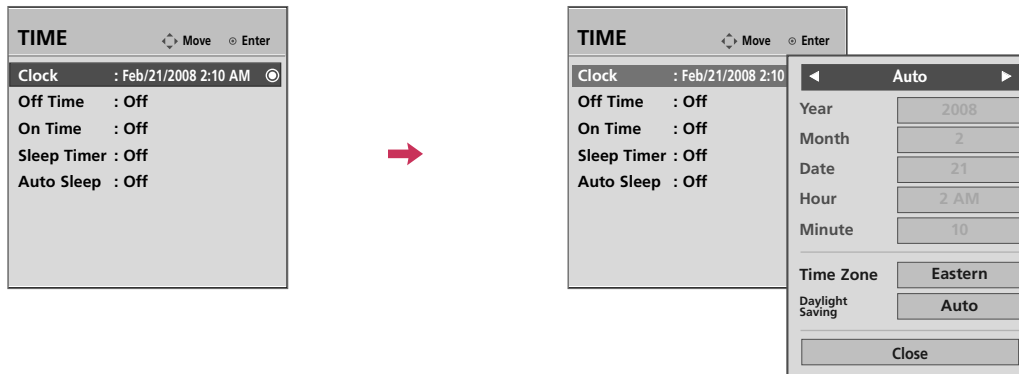 TIME Move Enter
Clock : Feb/21/2008 2:10 AM
Off Time : Off
On Time : Off
Sleep Timer : Off
Auto Sleep : Off
TIME Move Enter
Clock : Feb/21/2008 2:10
Off Time : Off
On Time : Off
Sleep Timer : Off
Auto Sleep : Off
Auto
Year 2008
Month 2
Date 21
Hour 2 AM
Minute 10
Time Zone Eastern
Daylight
Saving Auto
Close